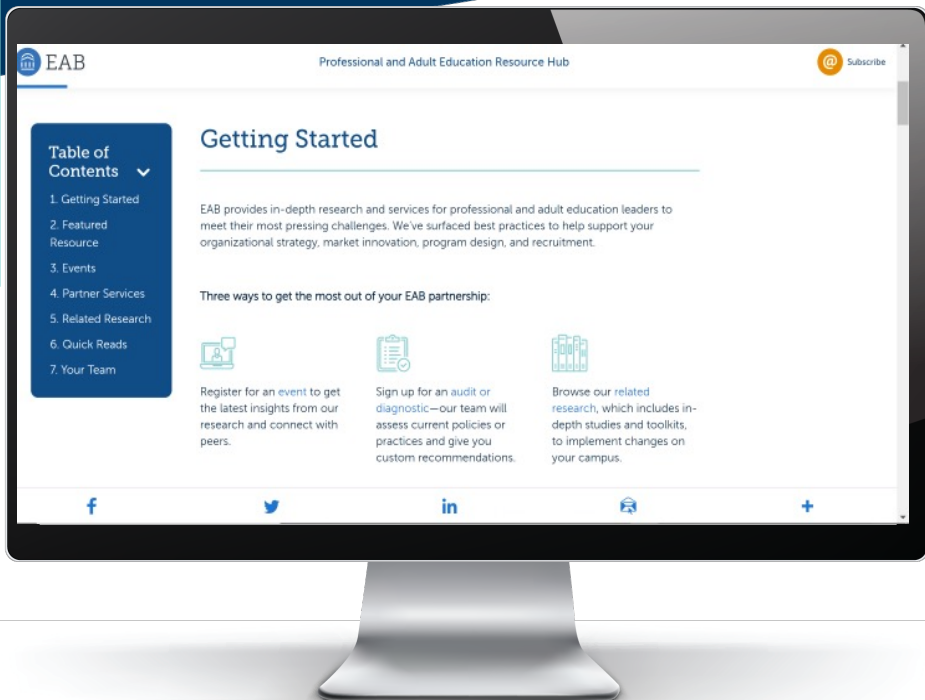 EAB
Professional and Adult Education Resource Hub
@ Subscribe
Table of
Contents
1. Getting Started
2. Featured
Resource
3. Events
4. Partner Services
5. Related Research
6. Quick Reads
7. Your Team
Getting Started
EAB provides in-depth research and services for professional and adult education leaders to
meet their most pressing challenges. We've surfaced best practices to help support your
organizational strategy, market innovation, program design, and recruitment.
Three ways to get the most out of your EAB partnership:
Register for an event to get
the latest insights from our
research and connect with
peers.
Sign up for an audit or
diagnostic—our team will
assess current policies or
practices and give you
custom recommendations.
Browse our related
research, which includes in-
depth studies and toolkits,
to implement changes on
your campus.
f
in
+